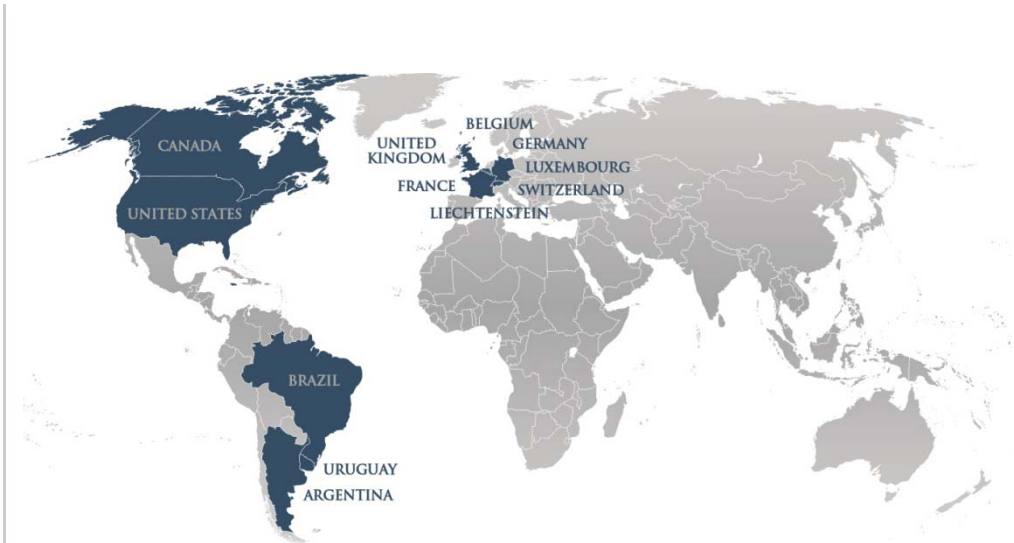 CANADA
UNITED STATES
BELGIUM
UNITED
KINGDOM
GERMANY
LUXEMBOURG
FRANCE
SWITZERLAND
LIECHTENSTEIN
BRAZIL
URUGUAY
ARGENTINA